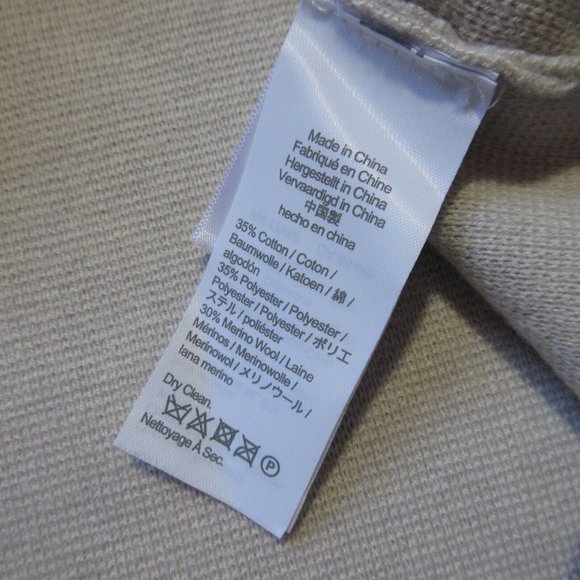 Made in China
Fabriqué en Chine
Hergestellt in China
Vervaardigd in China
中国製
hecho en china
35% Cotton / Coton /
Baumwolle / Katoen / 綿 /
algodón
35% Polyester / Polyester /
Polyester / Polyester / ポリエ
ステル / poliéster
30% Merino Wool / Laine
Mérinos / Merinowolle /
Merinowol / メリノウール /
lana merino
Dry Clean.
P
Nettoyage À Sec.